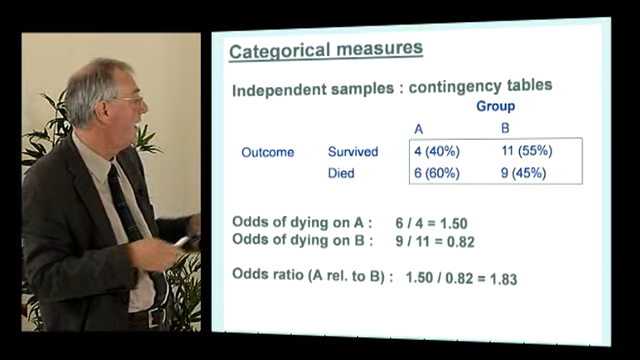 Categorical measures
Independent samples : contingency tables
Group
A B
Outcome Survived 4 (40%) 11 (55%)
Died 6 (60%) 9 (45%)
Odds of dying on A : 6 / 4 = 1.50
Odds of dying on B : 9 / 11 = 0.82
Odds ratio (A rel. to B) : 1.50 / 0.82 = 1.83